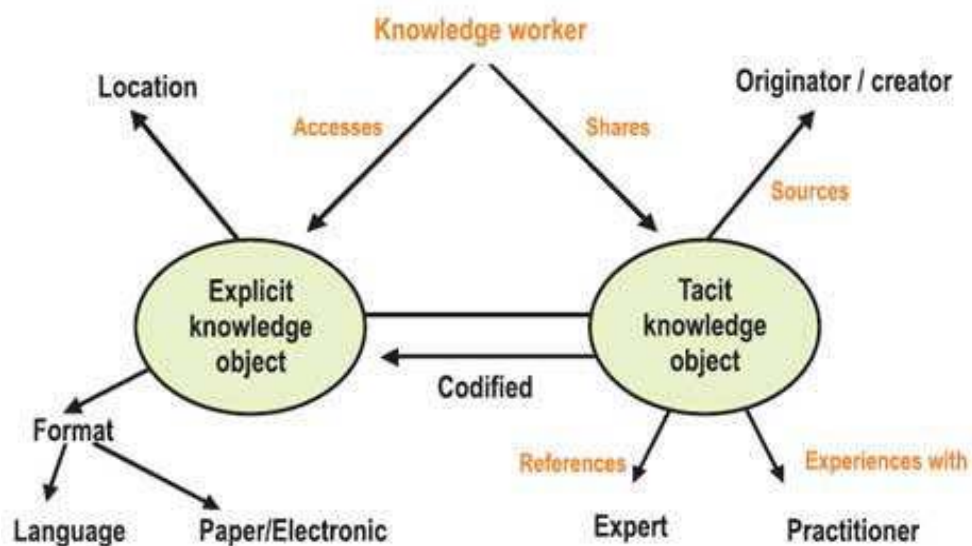 Knowledge worker
Location
Originator / creator
Accesses
Shares
Sources
Explicit
knowledge
object
Tacit
knowledge
object
Codified
Format
References
Experiences with
Language
Paper/Electronic
Expert
Practitioner